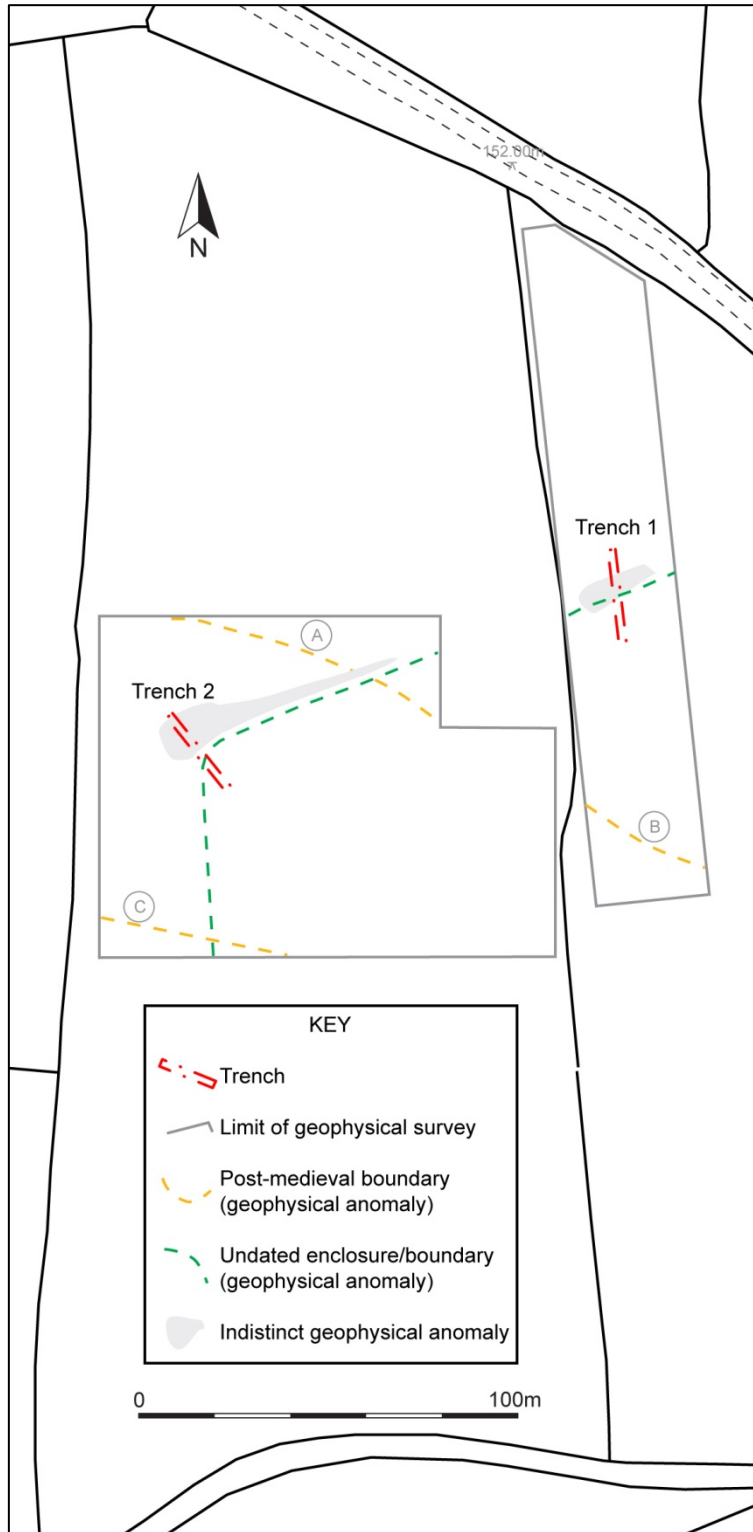 152.00m
N
Trench 1
A
Trench 2
B
C
KEY
Trench
Limit of geophysical survey
Post-medieval boundary
(geophysical anomaly)
Undated enclosure/boundary
(geophysical anomaly)
Indistinct geophysical anomaly
0 100m